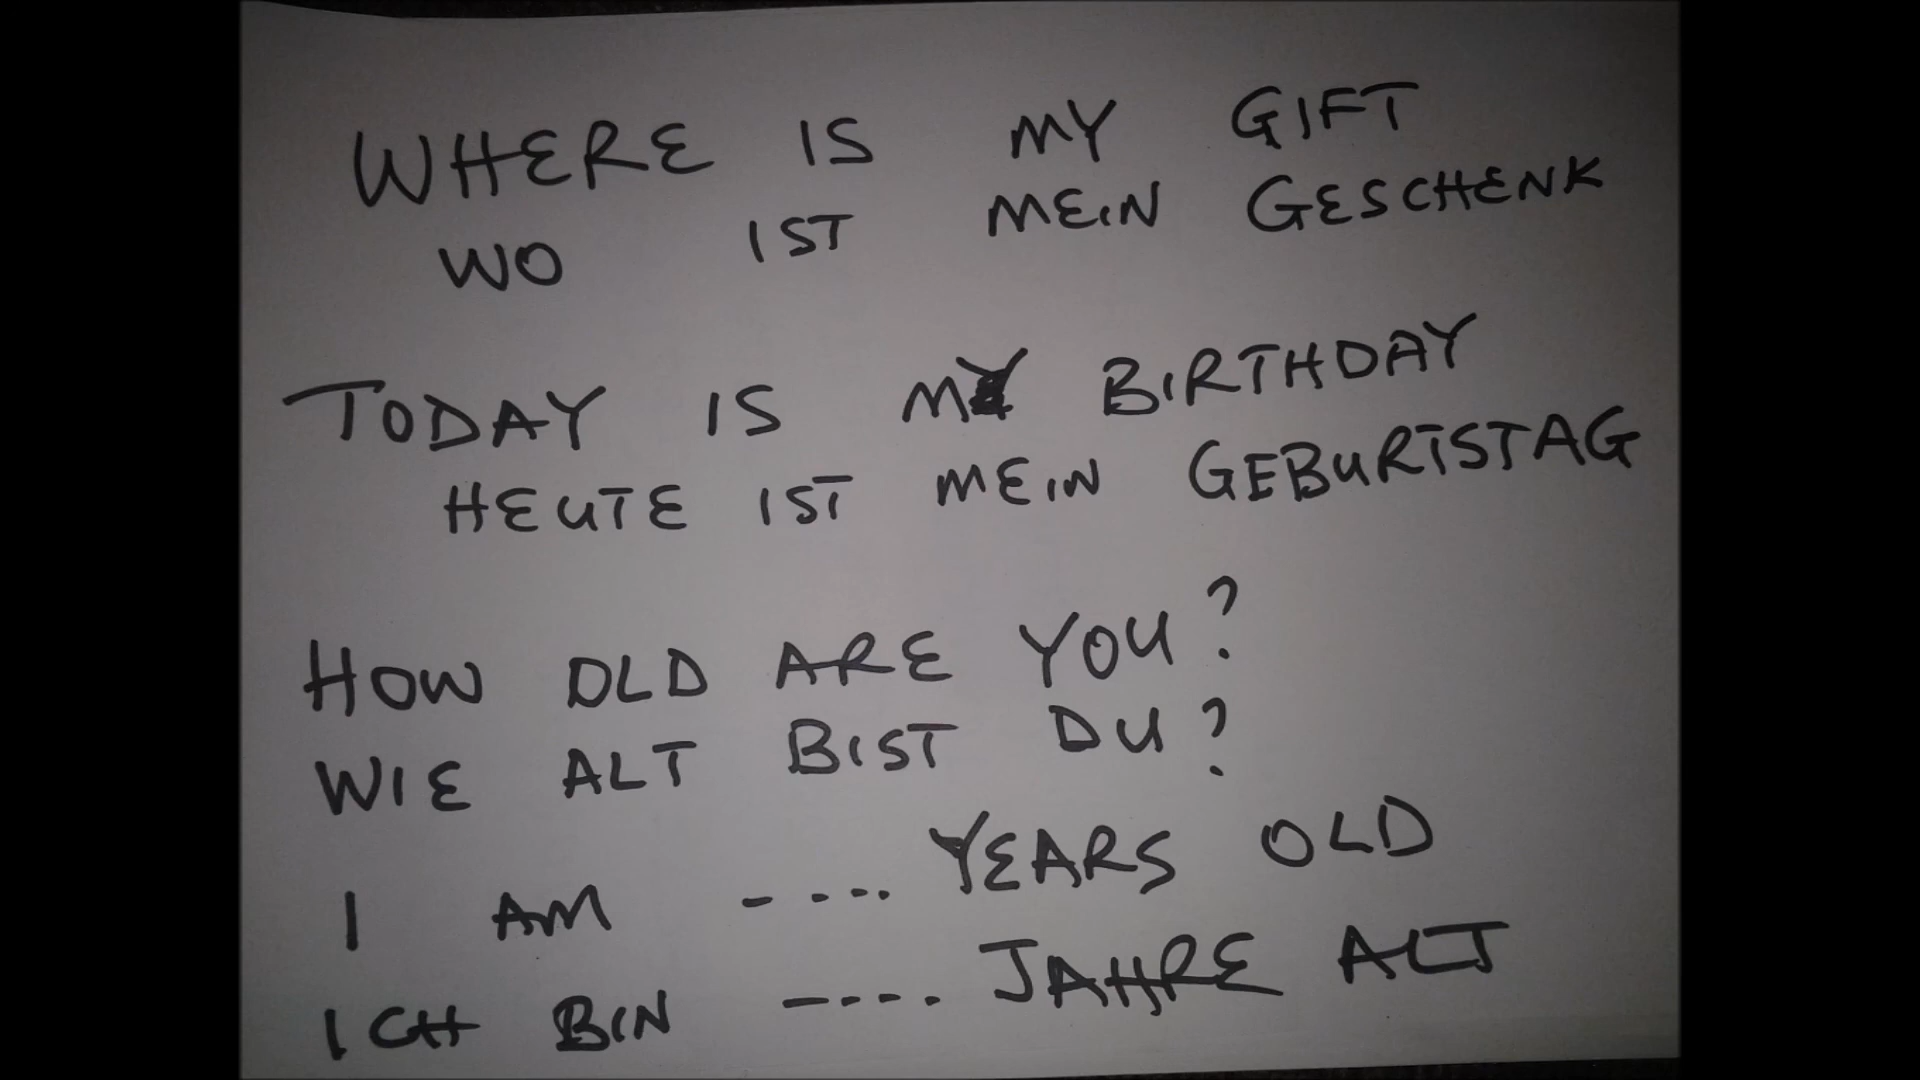 WHERE IS MY GIFT
WO IST MEIN GESCHENK
TODAY IS MY BIRTHDAY
HEUTE IST MEIN GEBURTSTAG
HOW OLD ARE YOU?
WIE ALT BIST DU?
I AM - .... YEARS OLD
ICH BIN -.... JAHRE ALT